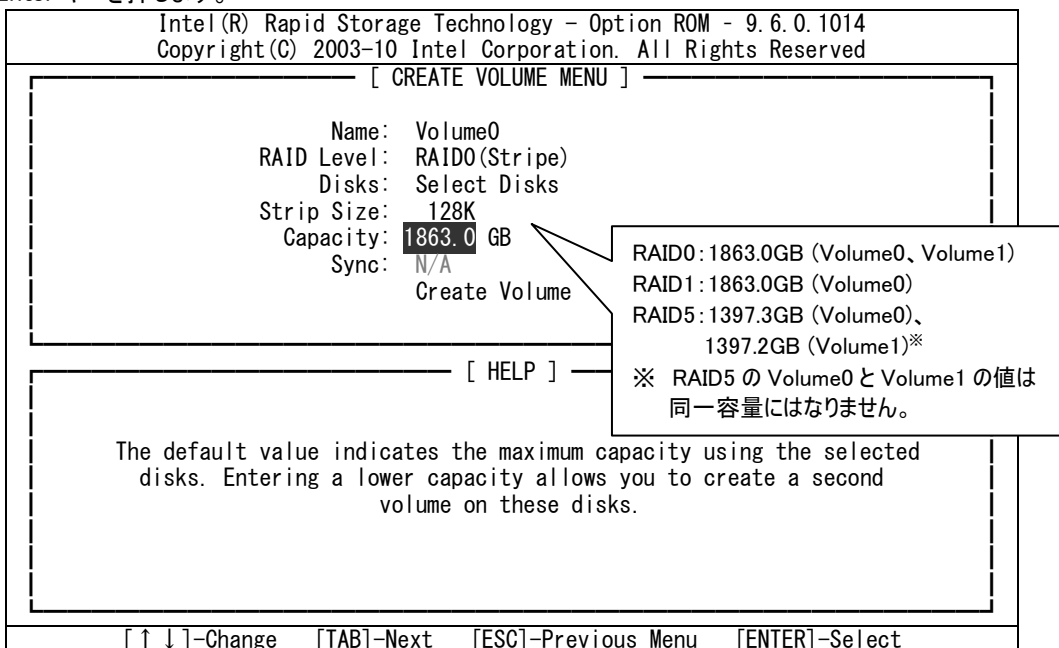 Enter キーを押します。
Intel(R) Rapid Storage Technology - Option ROM - 9.6.0.1014
Copyright(C) 2003-10 Intel Corporation. All Rights Reserved
[ CREATE VOLUME MENU ]
Name: Volume0
RAID Level: RAID0(Stripe)
Disks: Select Disks
Strip Size: 128K
Capacity: 1863.0 GB
Sync: N/A
Create Volume
RAID0:1863.0GB (Volume0、Volume1)
RAID1:1863.0GB (Volume0)
RAID5:1397.3GB (Volume0)、
1397.2GB (Volume1)※
※ RAID5 の Volume0 と Volume1 の値は
同一容量にはなりません。
[ HELP ]
The default value indicates the maximum capacity using the selected
disks. Entering a lower capacity allows you to create a second
volume on these disks.
[↑↓]-Change [TAB]-Next [ESC]-Previous Menu [ENTER]-Select